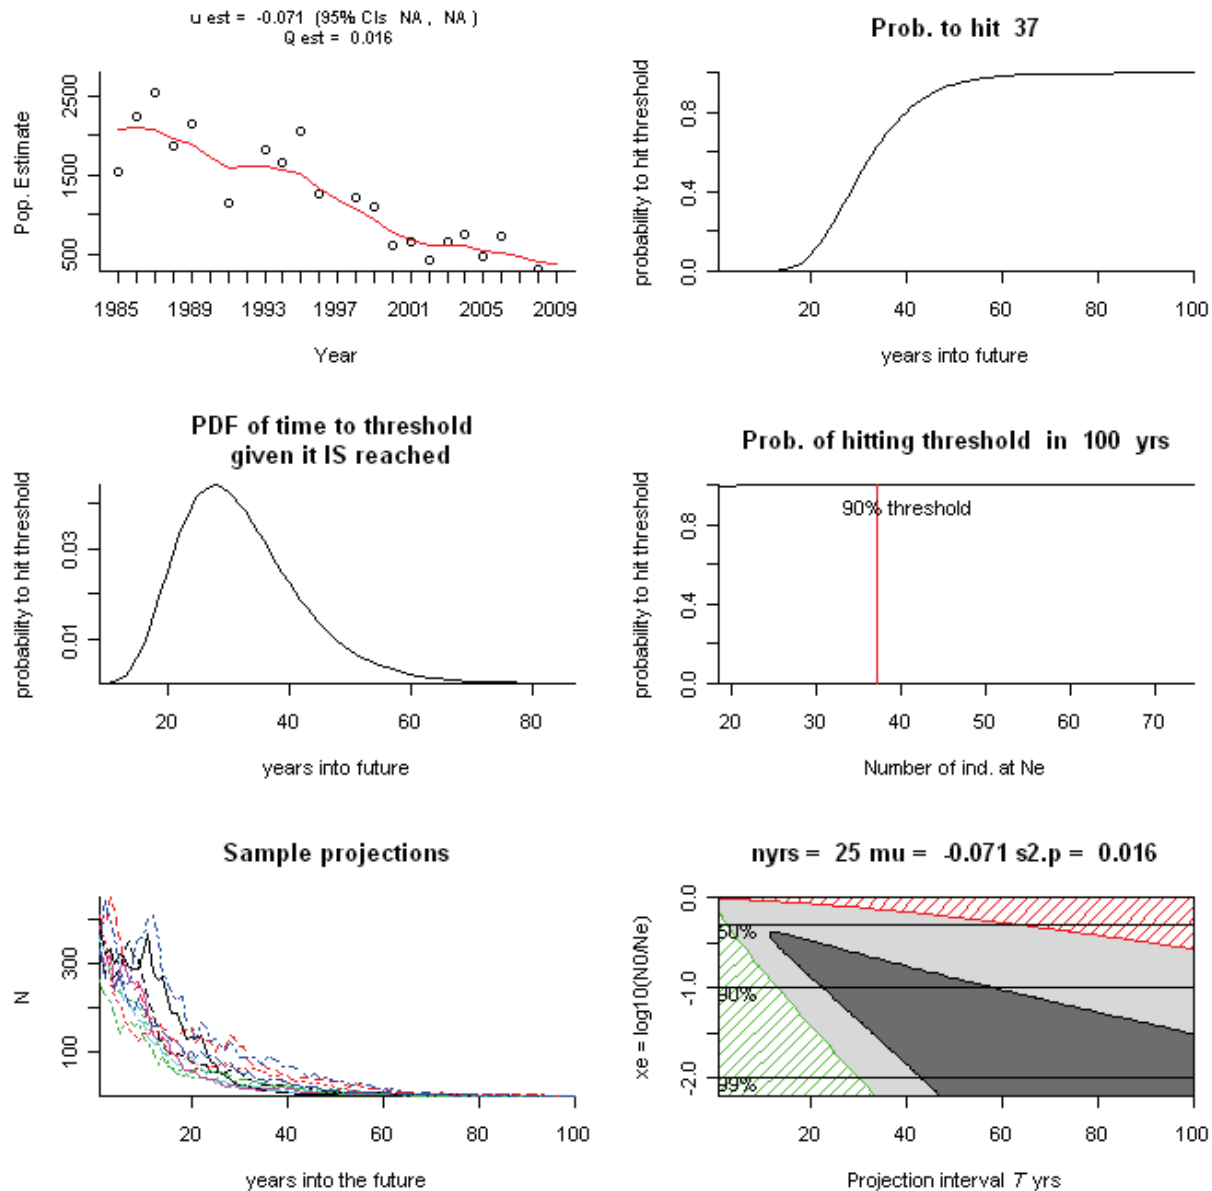 u est = -0.071 (95% CIs NA , NA )
Q est = 0.016
Pop. Estimate
2500
1500
500
1985 1989 1993 1997 2001 2005 2009
Year
Prob. to hit 37
probability to hit threshold
0.8
0.4
0.0
20 40 60 80 100
years into future
PDF of time to threshold
given it IS reached
probability to hit threshold
0.03
0.01
20 40 60 80
years into future
Prob. of hitting threshold in 100 yrs
probability to hit threshold
0.8
0.4
0.0
90% threshold
20 30 40 50 60 70
Number of ind. at Ne
Sample projections
N
300
100
20 40 60 80 100
years into the future
nyrs = 25 mu = -0.071 s2.p = 0.016
xe = log10(N0/Ne)
0.0
-1.0
-2.0
50%
90%
99%
20 40 60 80 100
Projection interval T yrs